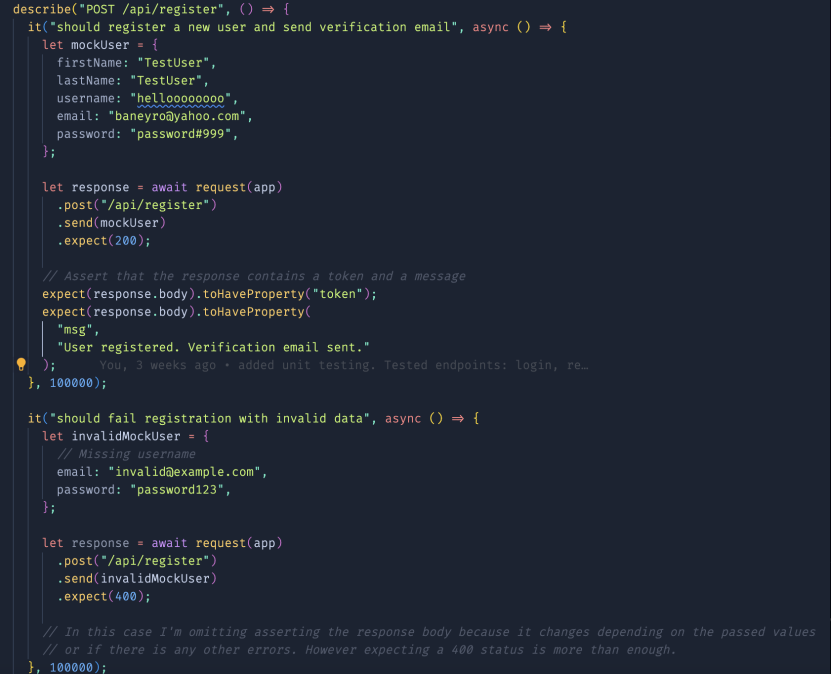 describe("POST /api/register", () => {
  it("should register a new user and send verification email", async () => {
    let mockUser = {
      firstName: "TestUser",
      lastName: "TestUser",
      username: "helloooooooo",
      email: "baneyro@yahoo.com",
      password: "password#999",
    };

    let response = await request(app)
      .post("/api/register")
      .send(mockUser)
      .expect(200);

    // Assert that the response contains a token and a message
    expect(response.body).toHaveProperty("token");
    expect(response.body).toHaveProperty(
      "msg",
      "User registered. Verification email sent."
    );      You, 3 weeks ago • added unit testing. Tested endpoints: login, re…
  }, 100000);

  it("should fail registration with invalid data", async () => {
    let invalidMockUser = {
      // Missing username
      email: "invalid@example.com",
      password: "password123",
    };

    let response = await request(app)
      .post("/api/register")
      .send(invalidMockUser)
      .expect(400);

    // In this case I'm omitting asserting the response body because it changes depending on the passed values
    // or if there is any other errors. However expecting a 400 status is more than enough.
  }, 100000);